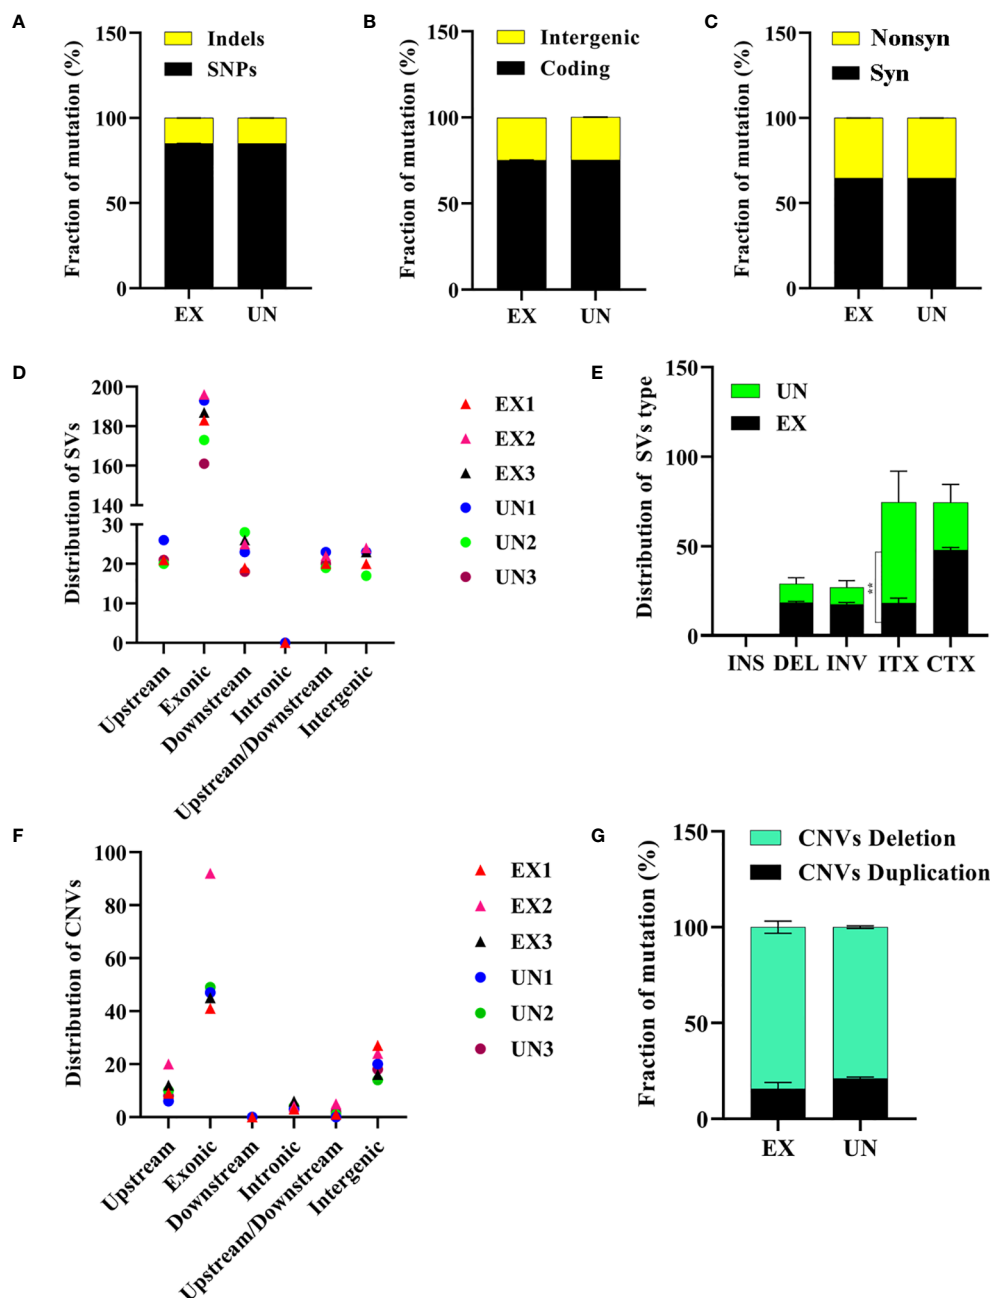 A
Fraction of mutation (%)
150
100
50
0
Indels
SNPs
EX
UN
B
Fraction of mutation (%)
150
100
50
0
Intergenic
Coding
EX
UN
C
Fraction of mutation (%)
150
100
50
0
Nonsyn
Syn
EX
UN
D
Distribution of SVs
200
180
160
140
30
20
10
0
Upstream
Exonic
Downstream
Intronic
Upstream/Downstream
Intergenic
EX1
EX2
EX3
UN1
UN2
UN3
E
Distribution of SVs type
150
100
50
0
UN
EX
**
INS
DEL
INV
ITX
CTX
F
Distribution of CNVs
100
80
60
40
20
0
Upstream
Exonic
Downstream
Intronic
Upstream/Downstream
Intergenic
EX1
EX2
EX3
UN1
UN2
UN3
G
Fraction of mutation (%)
150
100
50
0
CNVs Deletion
CNVs Duplication
EX
UN